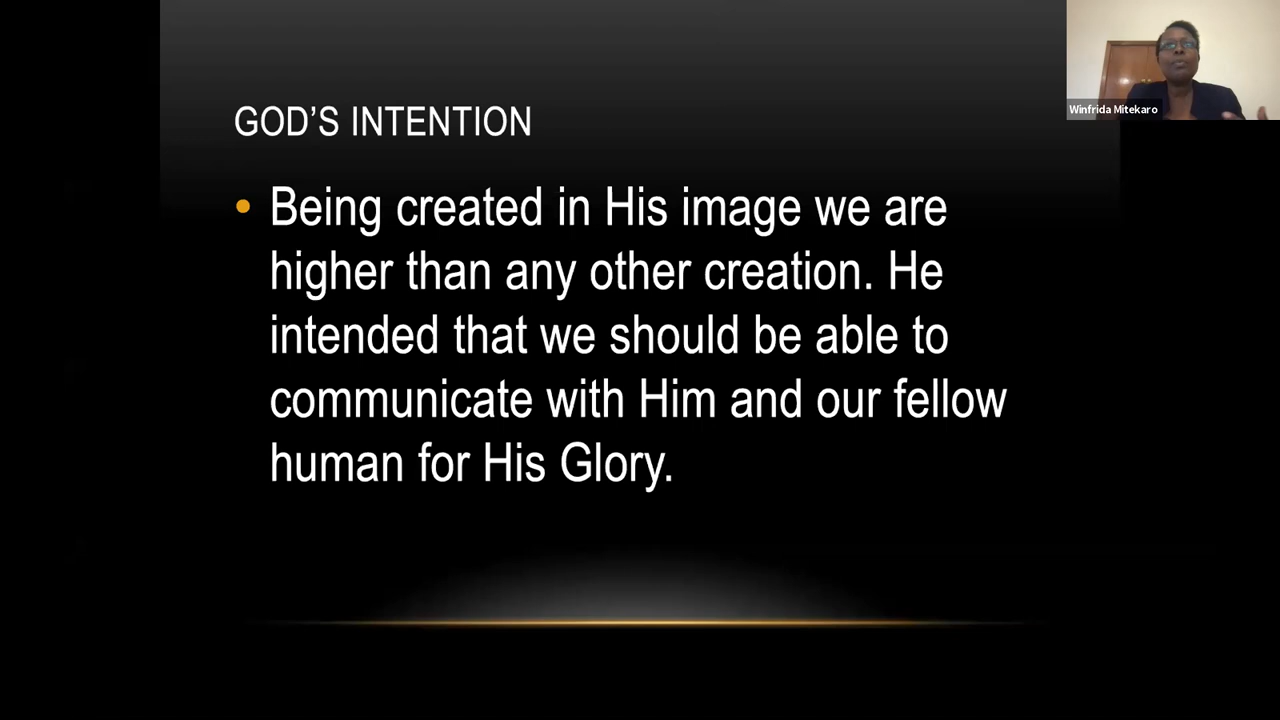 GOD’S INTENTION
• Being created in His image we are
higher than any other creation. He
intended that we should be able to
communicate with Him and our fellow
human for His Glory.
Winfrida Mitekaro